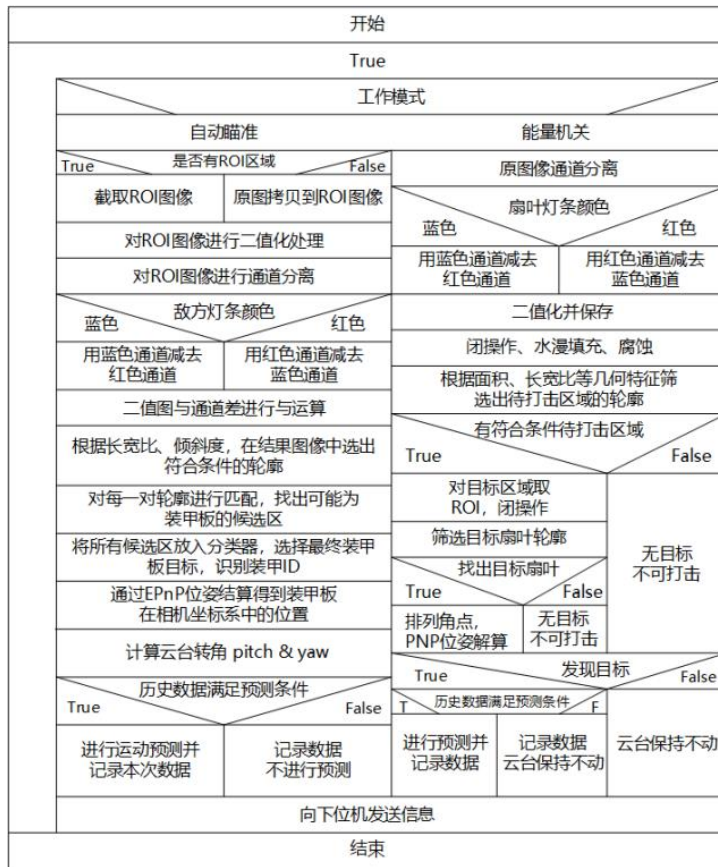 开始
True
工作模式
自动瞄准
True
是否有ROI区域
False
截取ROI图像
原图拷贝到ROI图像
对ROI图像进行二值化处理
对ROI图像进行通道分离
敌方灯条颜色
蓝色
红色
用蓝色通道减去
红色通道
用红色通道减去
蓝色通道
二值图与通道差进行与运算
根据长宽比、倾斜度，在结果图像中选出
符合条件的轮廓
对每一对轮廓进行匹配，找出可能为
装甲板的候选区
将所有候选区放入分类器，选择最终装甲
板目标，识别装甲ID
通过EPnP位姿结算得到装甲板
在相机坐标系中的位置
计算云台转角 pitch & yaw
历史数据满足预测条件
True
False
进行运动预测并
记录本次数据
记录数据
不进行预测
能量机关
原图像通道分离
扇叶灯条颜色
蓝色
红色
用蓝色通道减去
红色通道
用红色通道减去
蓝色通道
二值化并保存
闭操作、水漫填充、腐蚀
根据面积、长宽比等几何特征筛
选出待打击区域的轮廓
有符合条件待打击区域
True
False
对目标区域取
ROI，闭操作
筛选目标扇叶轮廓
找出目标扇叶
True
False
排列角点，
PNP位姿解算
无目标
不可打击
无目标
不可打击
发现目标
True
False
T
历史数据满足预测条件
F
进行预测并
记录数据
记录数据
云台保持不动
云台保持不动
向下位机发送信息
结束